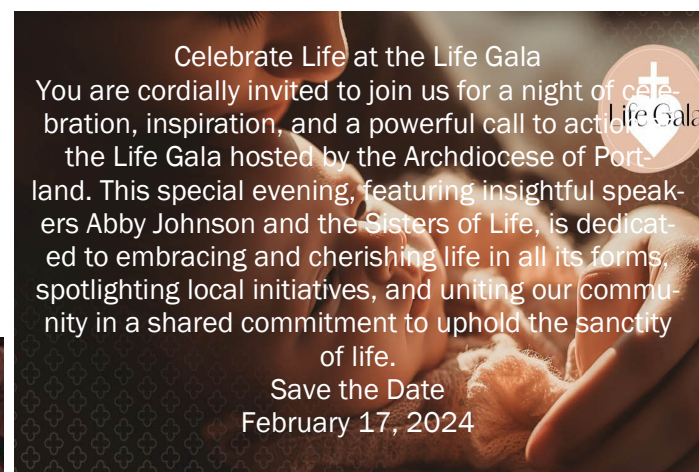 Celebrate Life at the Life Gala
You are cordially invited to join us for a night of cele-
bration, inspiration, and a powerful call to action at
the Life Gala hosted by the Archdiocese of Port-
land. This special evening, featuring insightful speak-
ers Abby Johnson and the Sisters of Life, is dedicat-
ed to embracing and cherishing life in all its forms,
spotlighting local initiatives, and uniting our commu-
nity in a shared commitment to uphold the sanctity
of life.
Save the Date
February 17, 2024
Life Gala